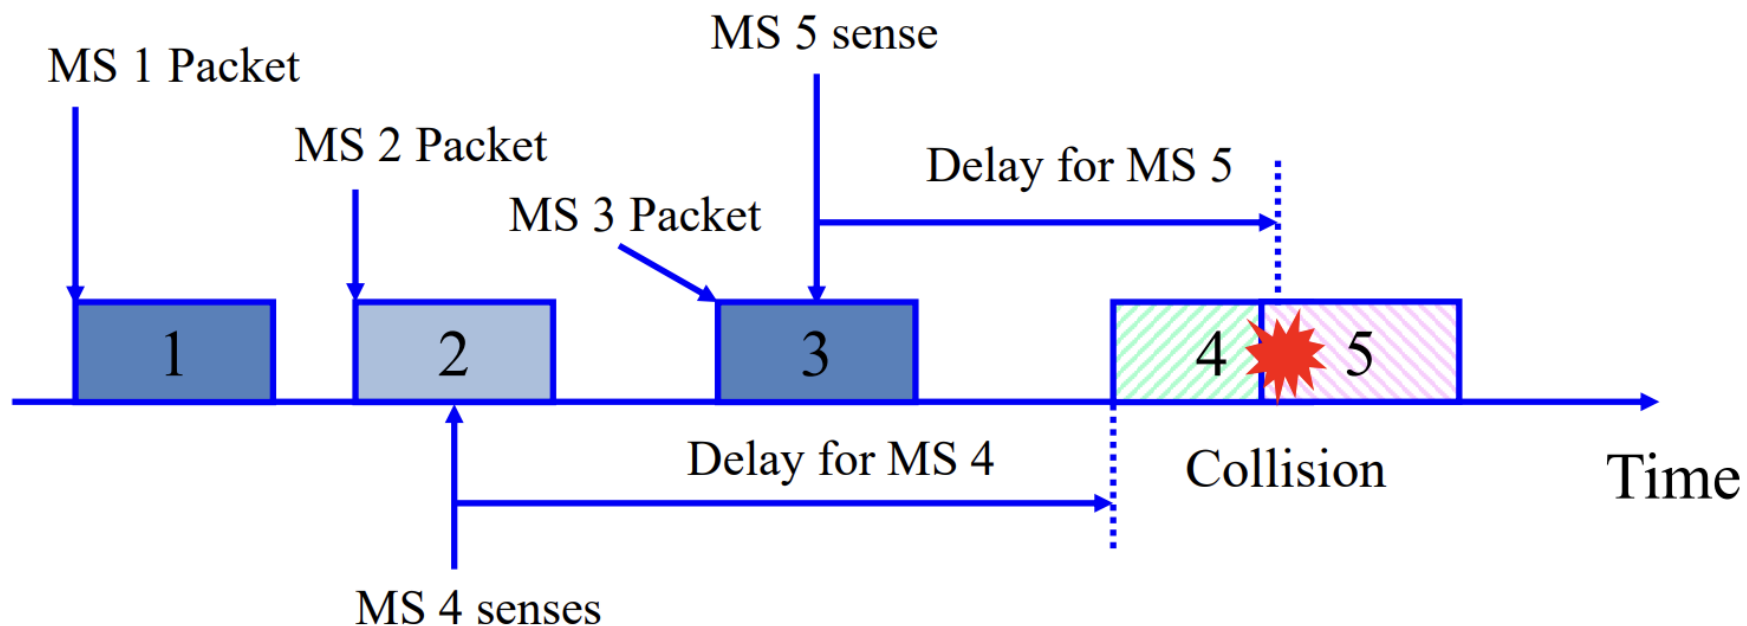 MS 5 sense
MS 1 Packet
MS 2 Packet
Delay for MS 5
MS 3 Packet
1
2
3
4
5
Delay for MS 4
Collision
Time
MS 4 senses